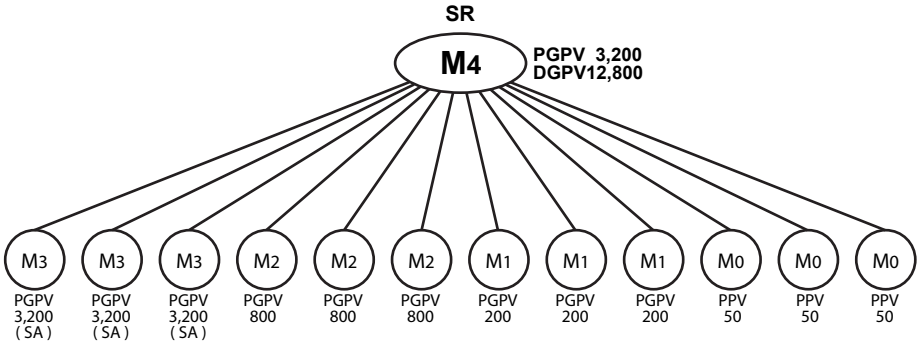 SR
M4
PGPV 3,200
DGPV12,800
M3 M3 M3 M2 M2 M2 M1 M1 M1 M0 M0 M0
PGPV PGPV PGPV PGPV PGPV PGPV PGPV PGPV PGPV PPV PPV PPV
3,200 3,200 3,200 800 800 800 200 200 200 50 50 50
( SA ) ( SA ) ( SA )